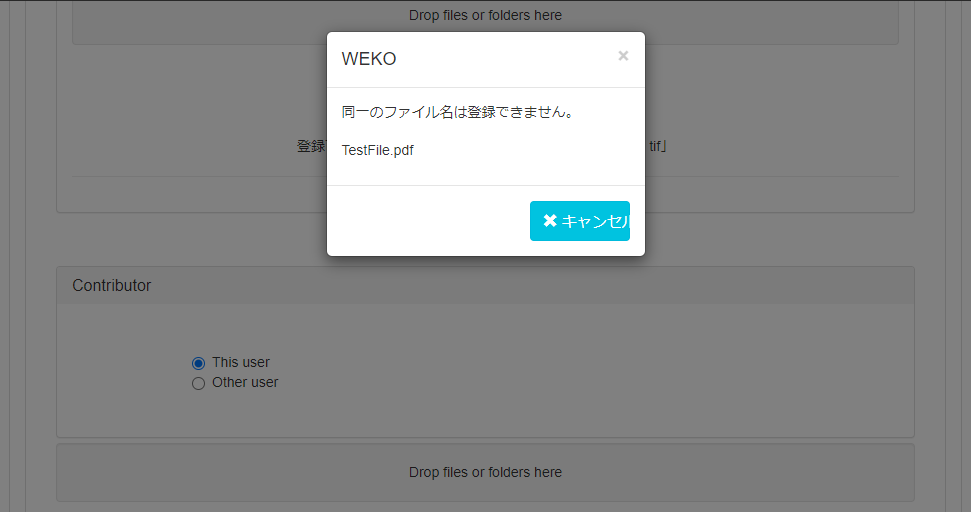 Drop files or folders here
WEKO
×
同一のファイル名は登録できません。
登録
tif」
TestFile.pdf
✖ キャンセル
Contributor
This user
Other user
Drop files or folders here